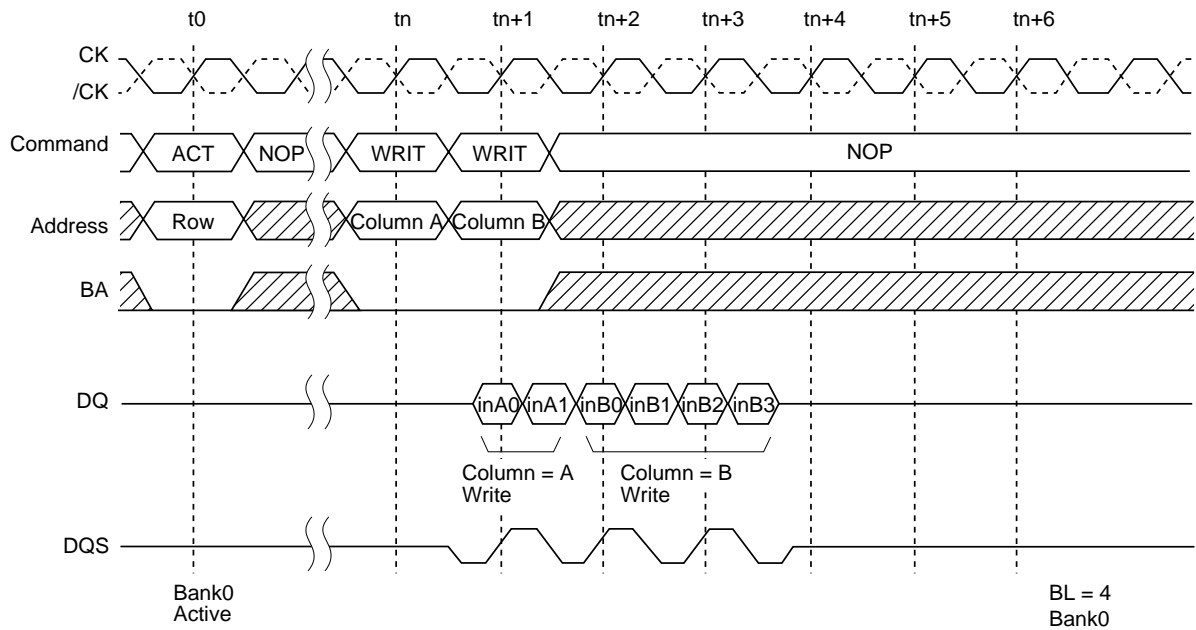 t0 tn tn+1 tn+2 tn+3 tn+4 tn+5 tn+6
CK
/CK
Command ACT NOP WRIT WRIT NOP
Address Row Column A Column B
BA
DQ inA0 inA1 inB0 inB1 inB2 inB3
Column = A Column = B
Write Write
DQS
Bank0 BL = 4
Active Bank0